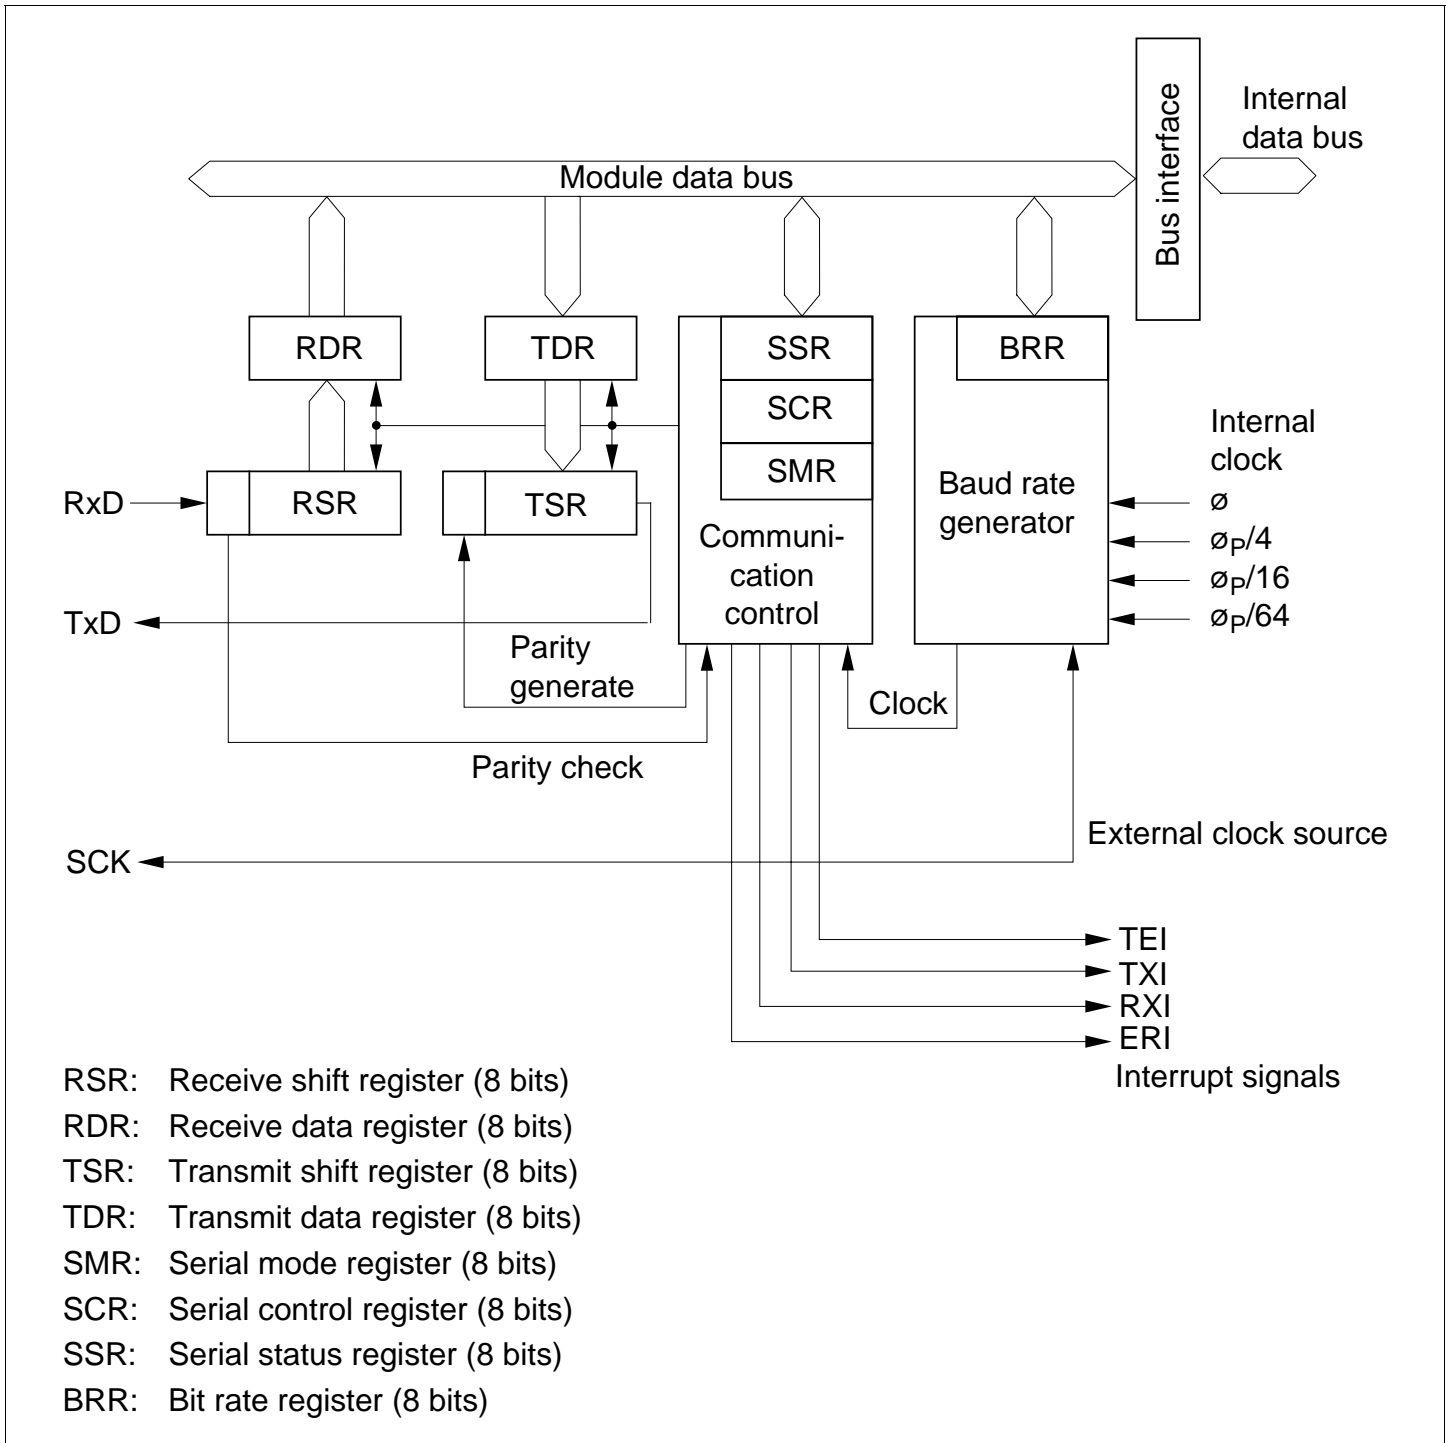 Internal
data bus
Bus interface
Module data bus
RDR
TDR
SSR
BRR
SCR
SMR
RSR
TSR
RxD
TxD
Communi-
cation
control
Baud rate
generator
Internal
clock
ø
øP/4
øP/16
øP/64
Parity
generate
Clock
Parity check
External clock source
SCK
TEI
TXI
RXI
ERI
Interrupt signals
RSR: Receive shift register (8 bits)
RDR: Receive data register (8 bits)
TSR: Transmit shift register (8 bits)
TDR: Transmit data register (8 bits)
SMR: Serial mode register (8 bits)
SCR: Serial control register (8 bits)
SSR: Serial status register (8 bits)
BRR: Bit rate register (8 bits)